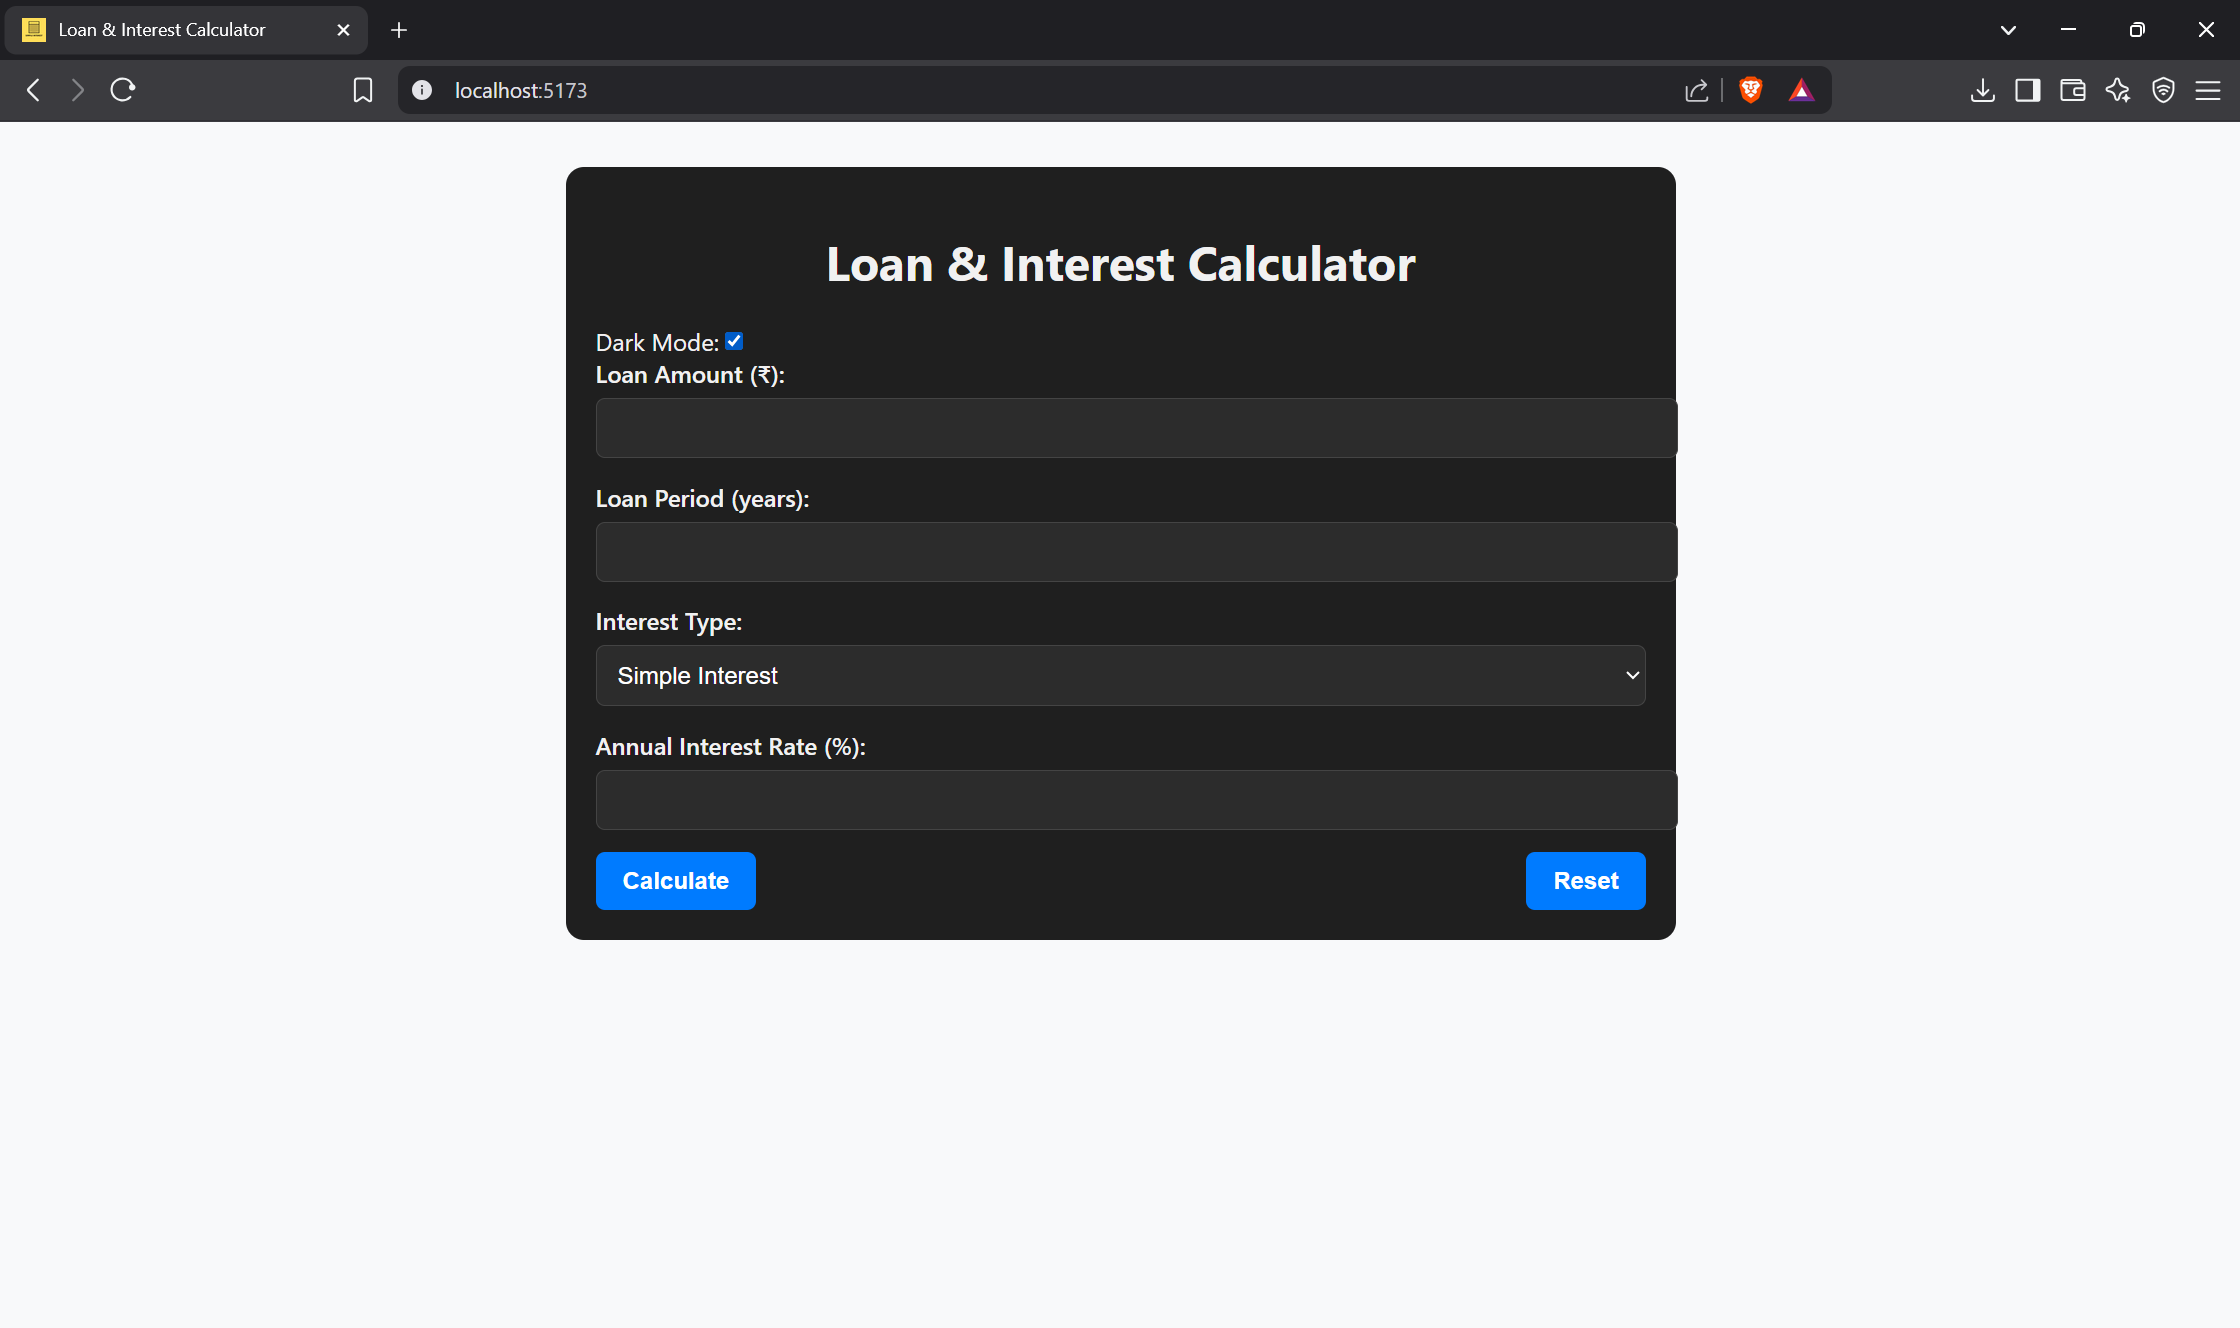 Loan & Interest Calculator
localhost:5173
Loan & Interest Calculator
Dark Mode:
Loan Amount (₹):
Loan Period (years):
Interest Type:
Simple Interest
Annual Interest Rate (%):
Calculate Reset